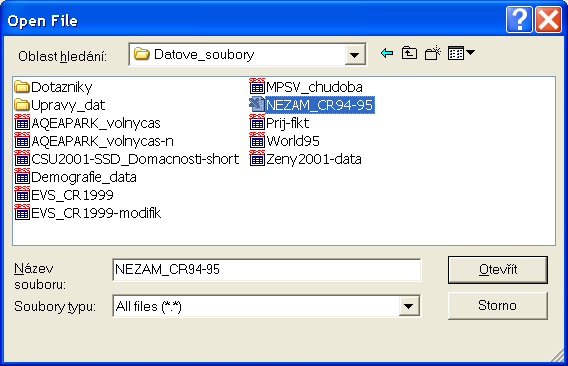 Open File
Oblast hledání: Datove_soubory
Dotazniky
Upravy_dat
AQEAPARK_volnycas
AQEAPARK_volnycas-n
CSU2001-SSD_Domacnosti-short
Demografie_data
EVS_CR1999
EVS_CR1999-modifik
MPSV_chudoba
NEZAM_CR94-95
Prij-fikt
World95
Zeny2001-data
Název souboru: NEZAM_CR94-95 Otevřít
Soubory typu: All files (*.*) Storno